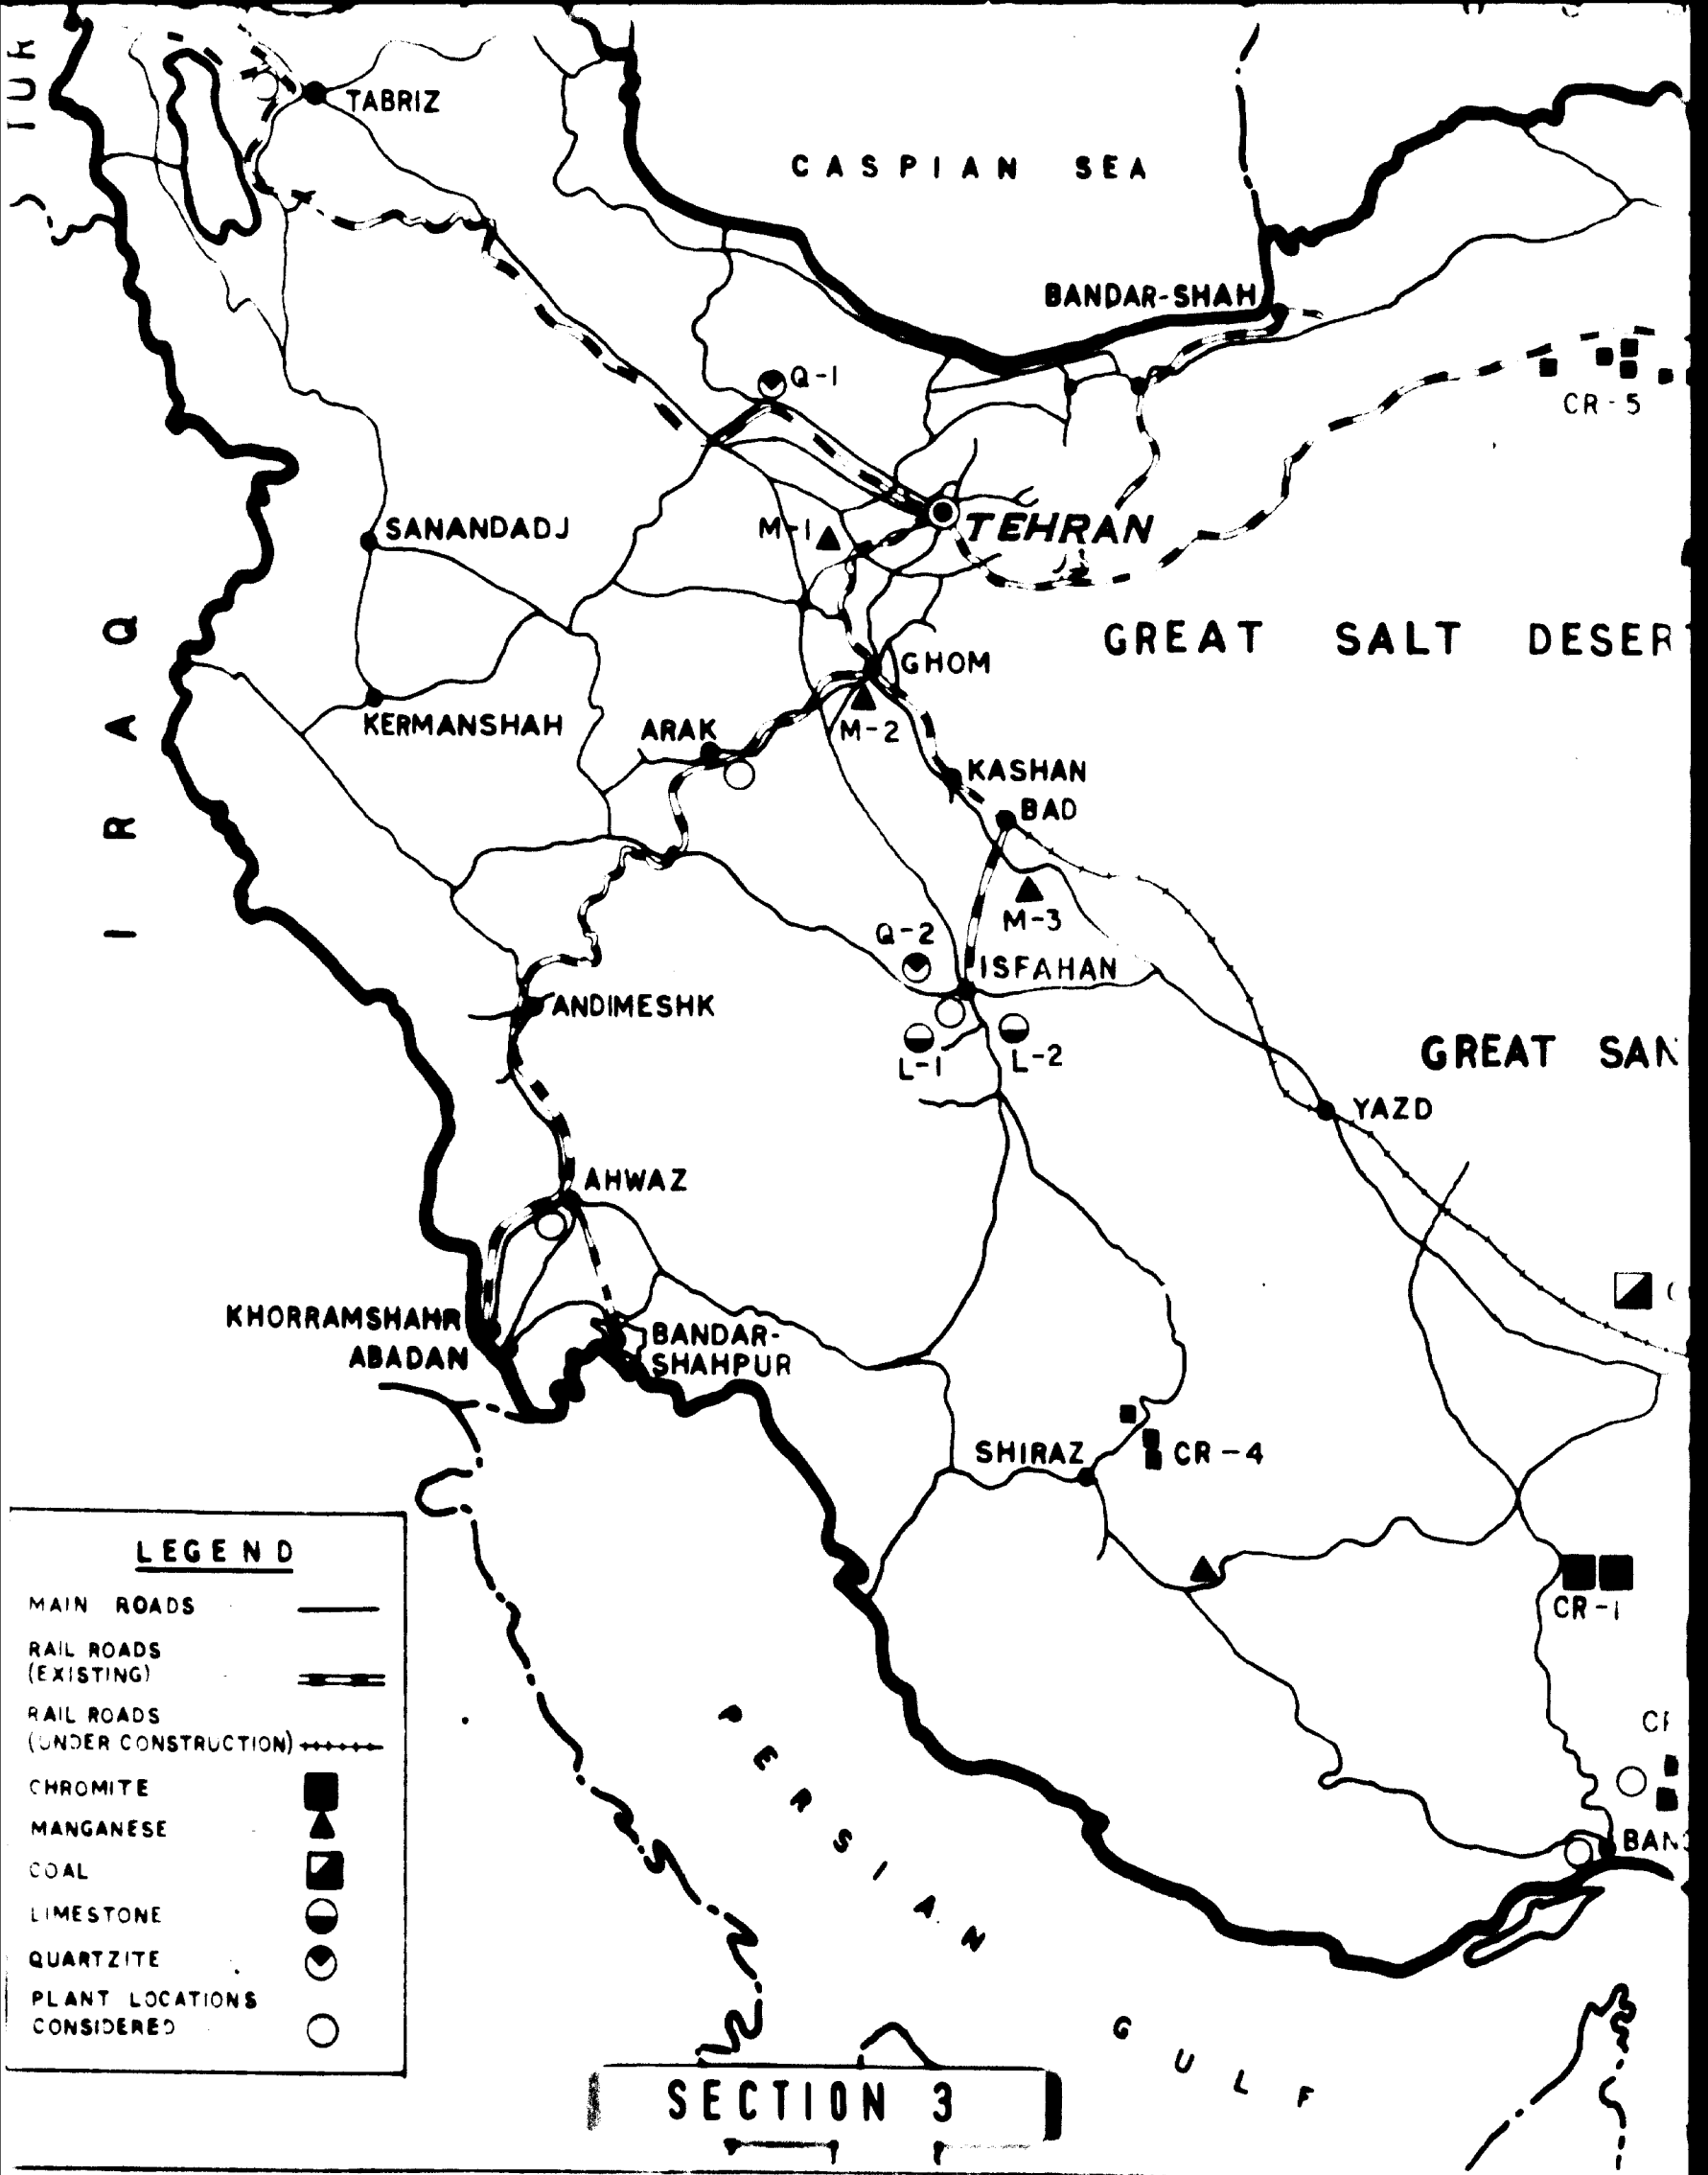 TUR
TABRIZ
CASPIAN SEA
BANDAR-SHAH
Q-1
CR-5
SANANDADJ
M-1
TEHRAN
IRAQ
GREAT SALT DESER
GHOM
KERMANSHAH
ARAK
M-2
KASHAN
BAD
M-3
Q-2
ISFAHAN
ANDIMESHK
L-1
L-2
GREAT SAN
YAZD
AHWAZ
KHORRAMSHAHR
ABADAN
BANDAR-
SHAHPUR
SHIRAZ
CR-4
CR-1
PERSIAN GULF
BAN
LEGEND
MAIN ROADS
RAIL ROADS
(EXISTING)
RAIL ROADS
(UNDER CONSTRUCTION)
CHROMITE
MANGANESE
COAL
LIMESTONE
QUARTZITE
PLANT LOCATIONS
CONSIDERED
SECTION 3